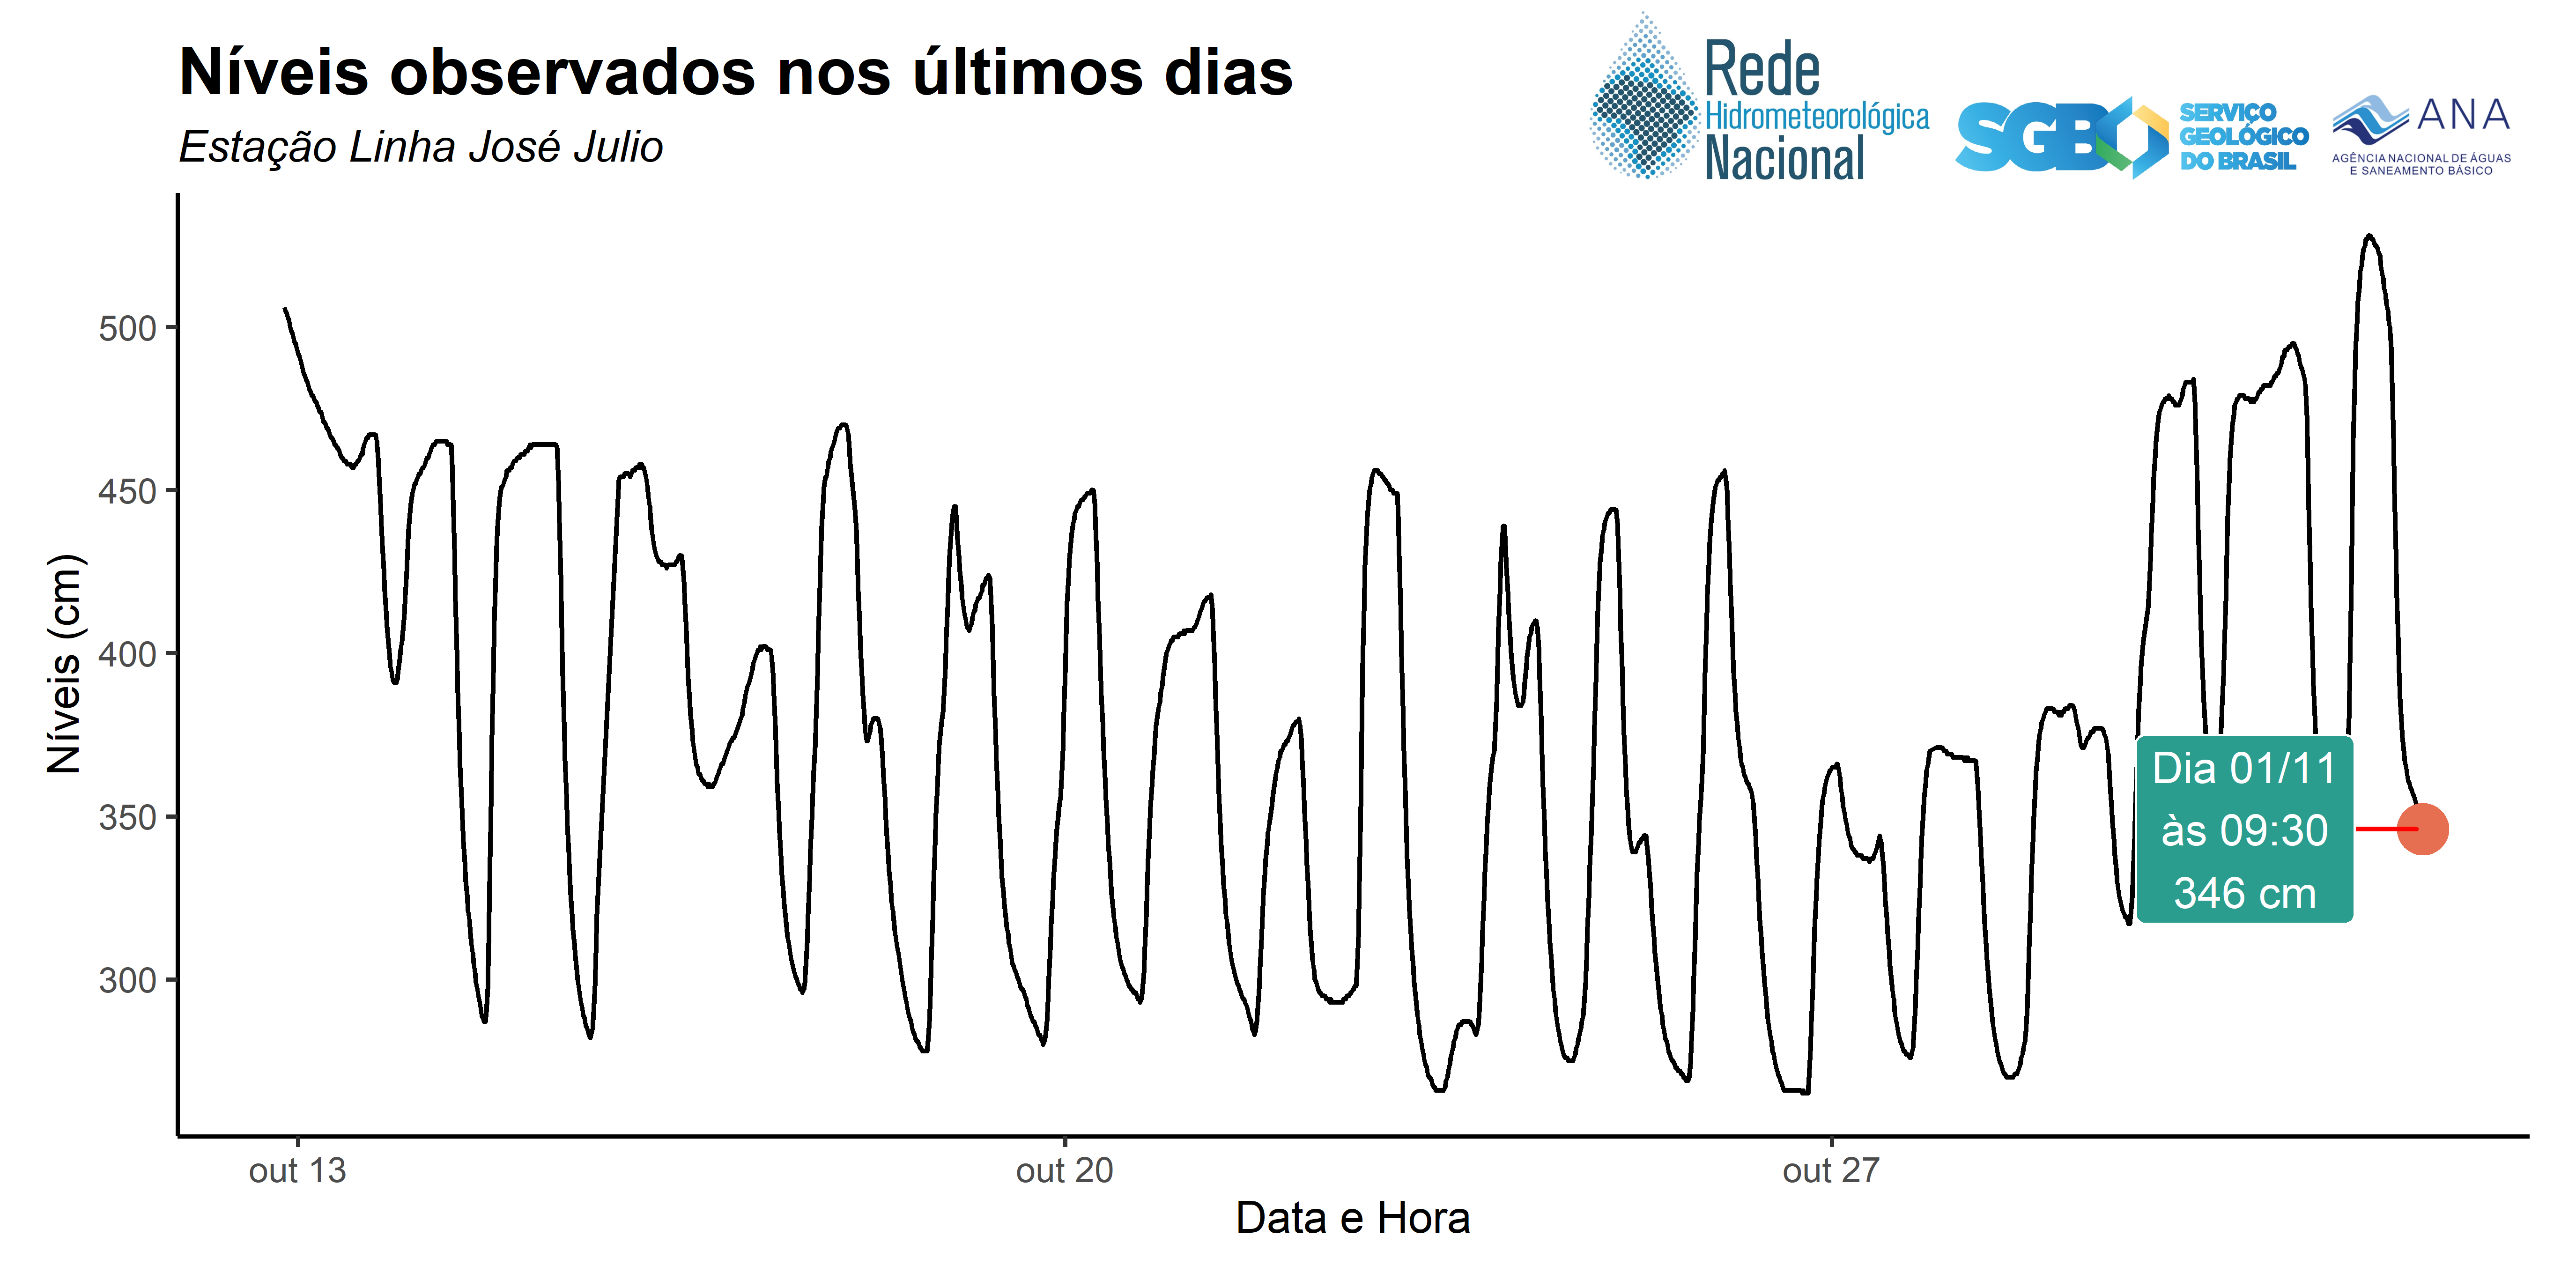 Níveis observados nos últimos dias
Estação Linha José Julio
Rede
Hidrometeorológica
Nacional
SGB
SERVIÇO
GEOLÓGICO
DO BRASIL
ANA
AGÊNCIA NACIONAL DE ÁGUAS
E SANEAMENTO BÁSICO
Níveis (cm)
500
450
400
350
300
Dia 01/11
às 09:30
346 cm
out 13
out 20
out 27
Data e Hora